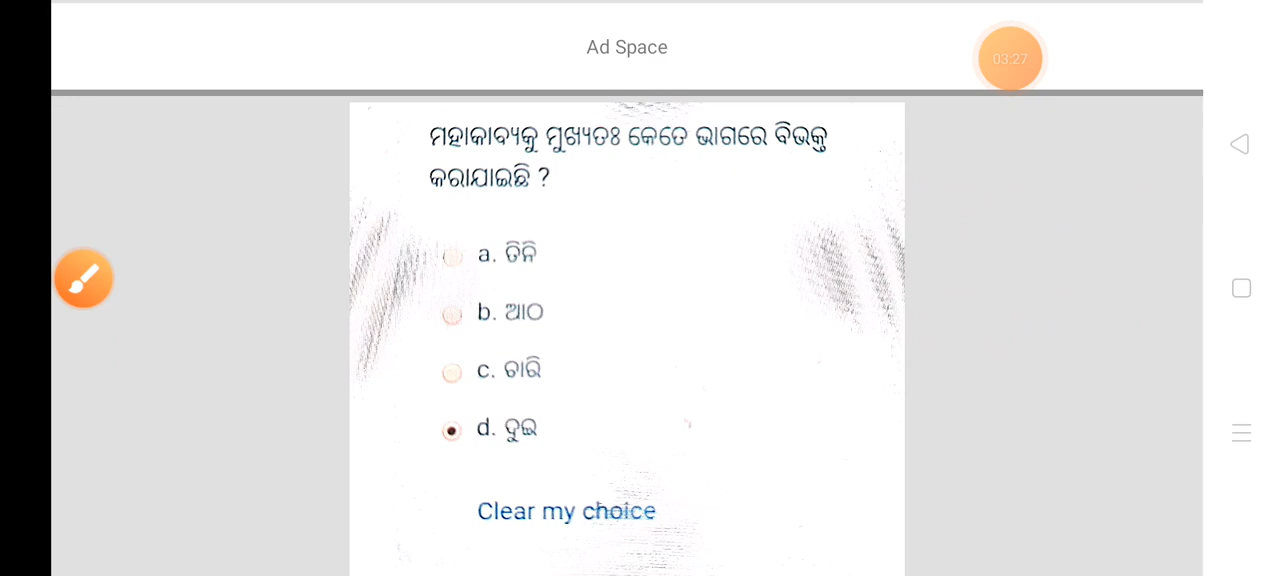 Ad Space
03:27
ମହାକାବ୍ୟକୁ ମୁଖ୍ୟତଃ କେତେ ଭାଗରେ ବିଭକ୍ତ
କରାଯାଇଛି ?
a. ତିନି
b. ଆଠ
c. ଚାରି
d. ଦୁଇ
Clear my choice